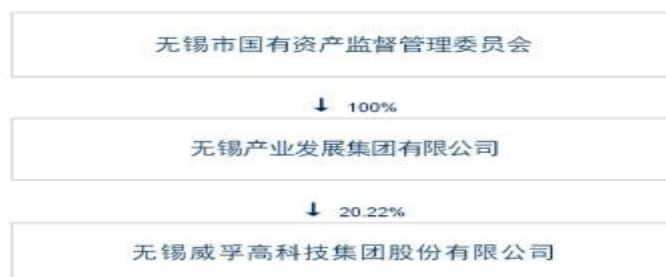 无锡市国有资产监督管理委员会
↓ 100%
无锡产业发展集团有限公司
↓ 20.22%
无锡威孚高科技集团股份有限公司